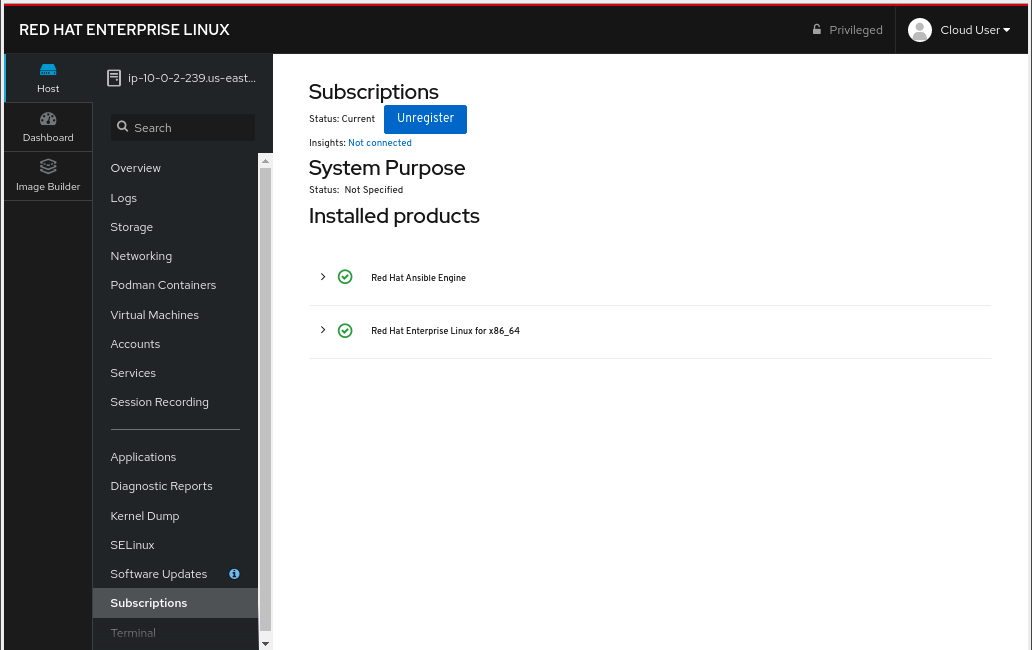 RED HAT ENTERPRISE LINUX
Privileged
Cloud User
Host
Dashboard
Image Builder
ip-10-0-2-239.us-east...
Search
Overview
Logs
Storage
Networking
Podman Containers
Virtual Machines
Accounts
Services
Session Recording
Applications
Diagnostic Reports
Kernel Dump
SELinux
Software Updates
Subscriptions
Terminal
Subscriptions
Status: Current Unregister
Insights: Not connected
System Purpose
Status: Not Specified
Installed products
Red Hat Ansible Engine
Red Hat Enterprise Linux for x86_64